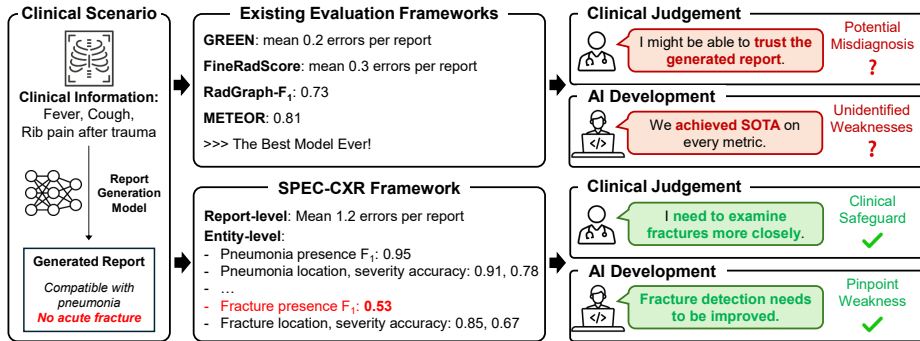 Clinical Scenario
Clinical Information:
Fever, Cough,
Rib pain after trauma
Report
Generation
Model
Generated Report
Compatible with
pneumonia
No acute fracture
Existing Evaluation Frameworks
GREEN: mean 0.2 errors per report
FineRadScore: mean 0.3 errors per report
RadGraph-F₁: 0.73
METEOR: 0.81
>>> The Best Model Ever!
SPEC-CXR Framework
Report-level: Mean 1.2 errors per report
Entity-level:
- Pneumonia presence F₁: 0.95
- Pneumonia location, severity accuracy: 0.91, 0.78
- ...
- Fracture presence F₁: 0.53
- Fracture location, severity accuracy: 0.85, 0.67
Clinical Judgement
I might be able to trust the
generated report.
Potential
Misdiagnosis
?
AI Development
</>
We achieved SOTA on
every metric.
Unidentified
Weaknesses
?
Clinical Judgement
I need to examine
fractures more closely.
Clinical
Safeguard
AI Development
</>
Fracture detection needs
to be improved.
Pinpoint
Weakness